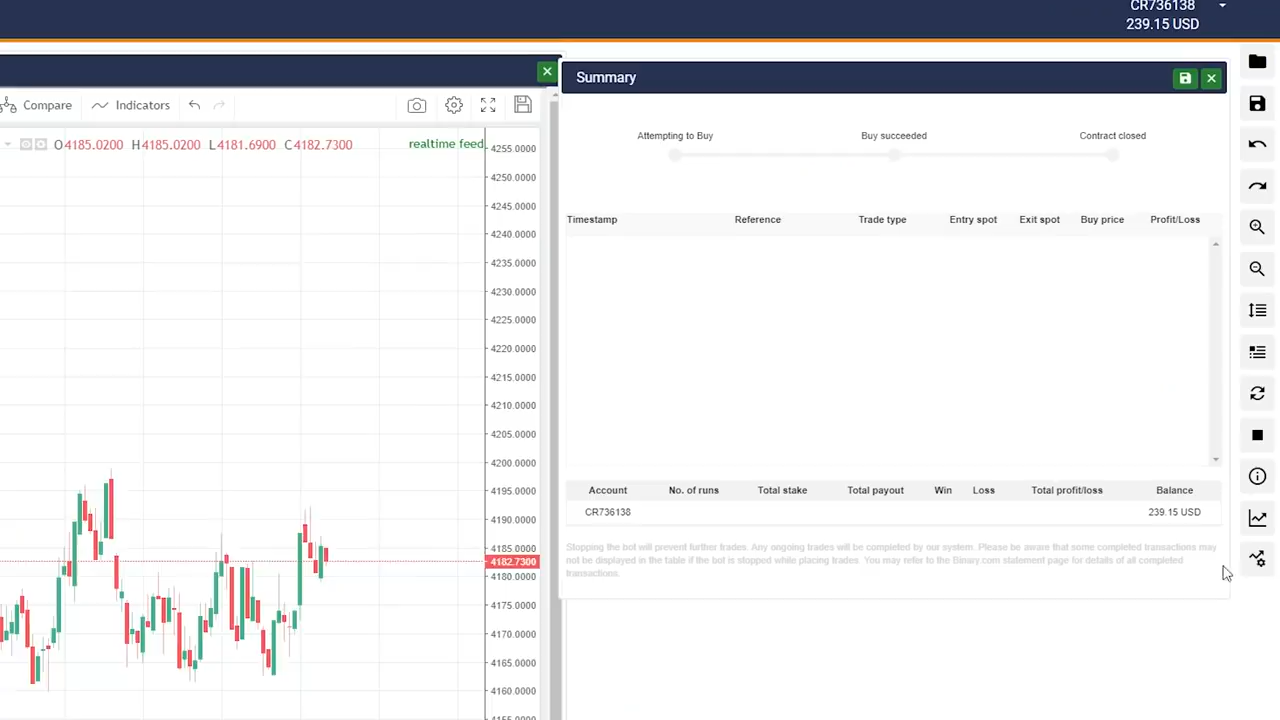 CR736138
239.15 USD
Summary
Compare Indicators
Attempting to Buy Buy succeeded Contract closed
O4185.0200 H4185.0200 L4181.6900 C4182.7300 realtime feed
4255.0000
4250.0000
4245.0000
4240.0000
4235.0000
4230.0000
4225.0000
4220.0000
4215.0000
4210.0000
4205.0000
4200.0000
4195.0000
4190.0000
4185.0000
4182.7300
4180.0000
4175.0000
4170.0000
4165.0000
4160.0000
4155.0000
Timestamp Reference Trade type Entry spot Exit spot Buy price Profit/Loss
Account No. of runs Total stake Total payout Win Loss Total profit/loss Balance
CR736138 239.15 USD
Stopping the bot will prevent further trades. Any ongoing trades will be completed by our system. Please be aware that some completed transactions may
not be displayed in the table if the bot is stopped while placing trades. You may refer to the Binary.com statement page for details of all completed
transactions.